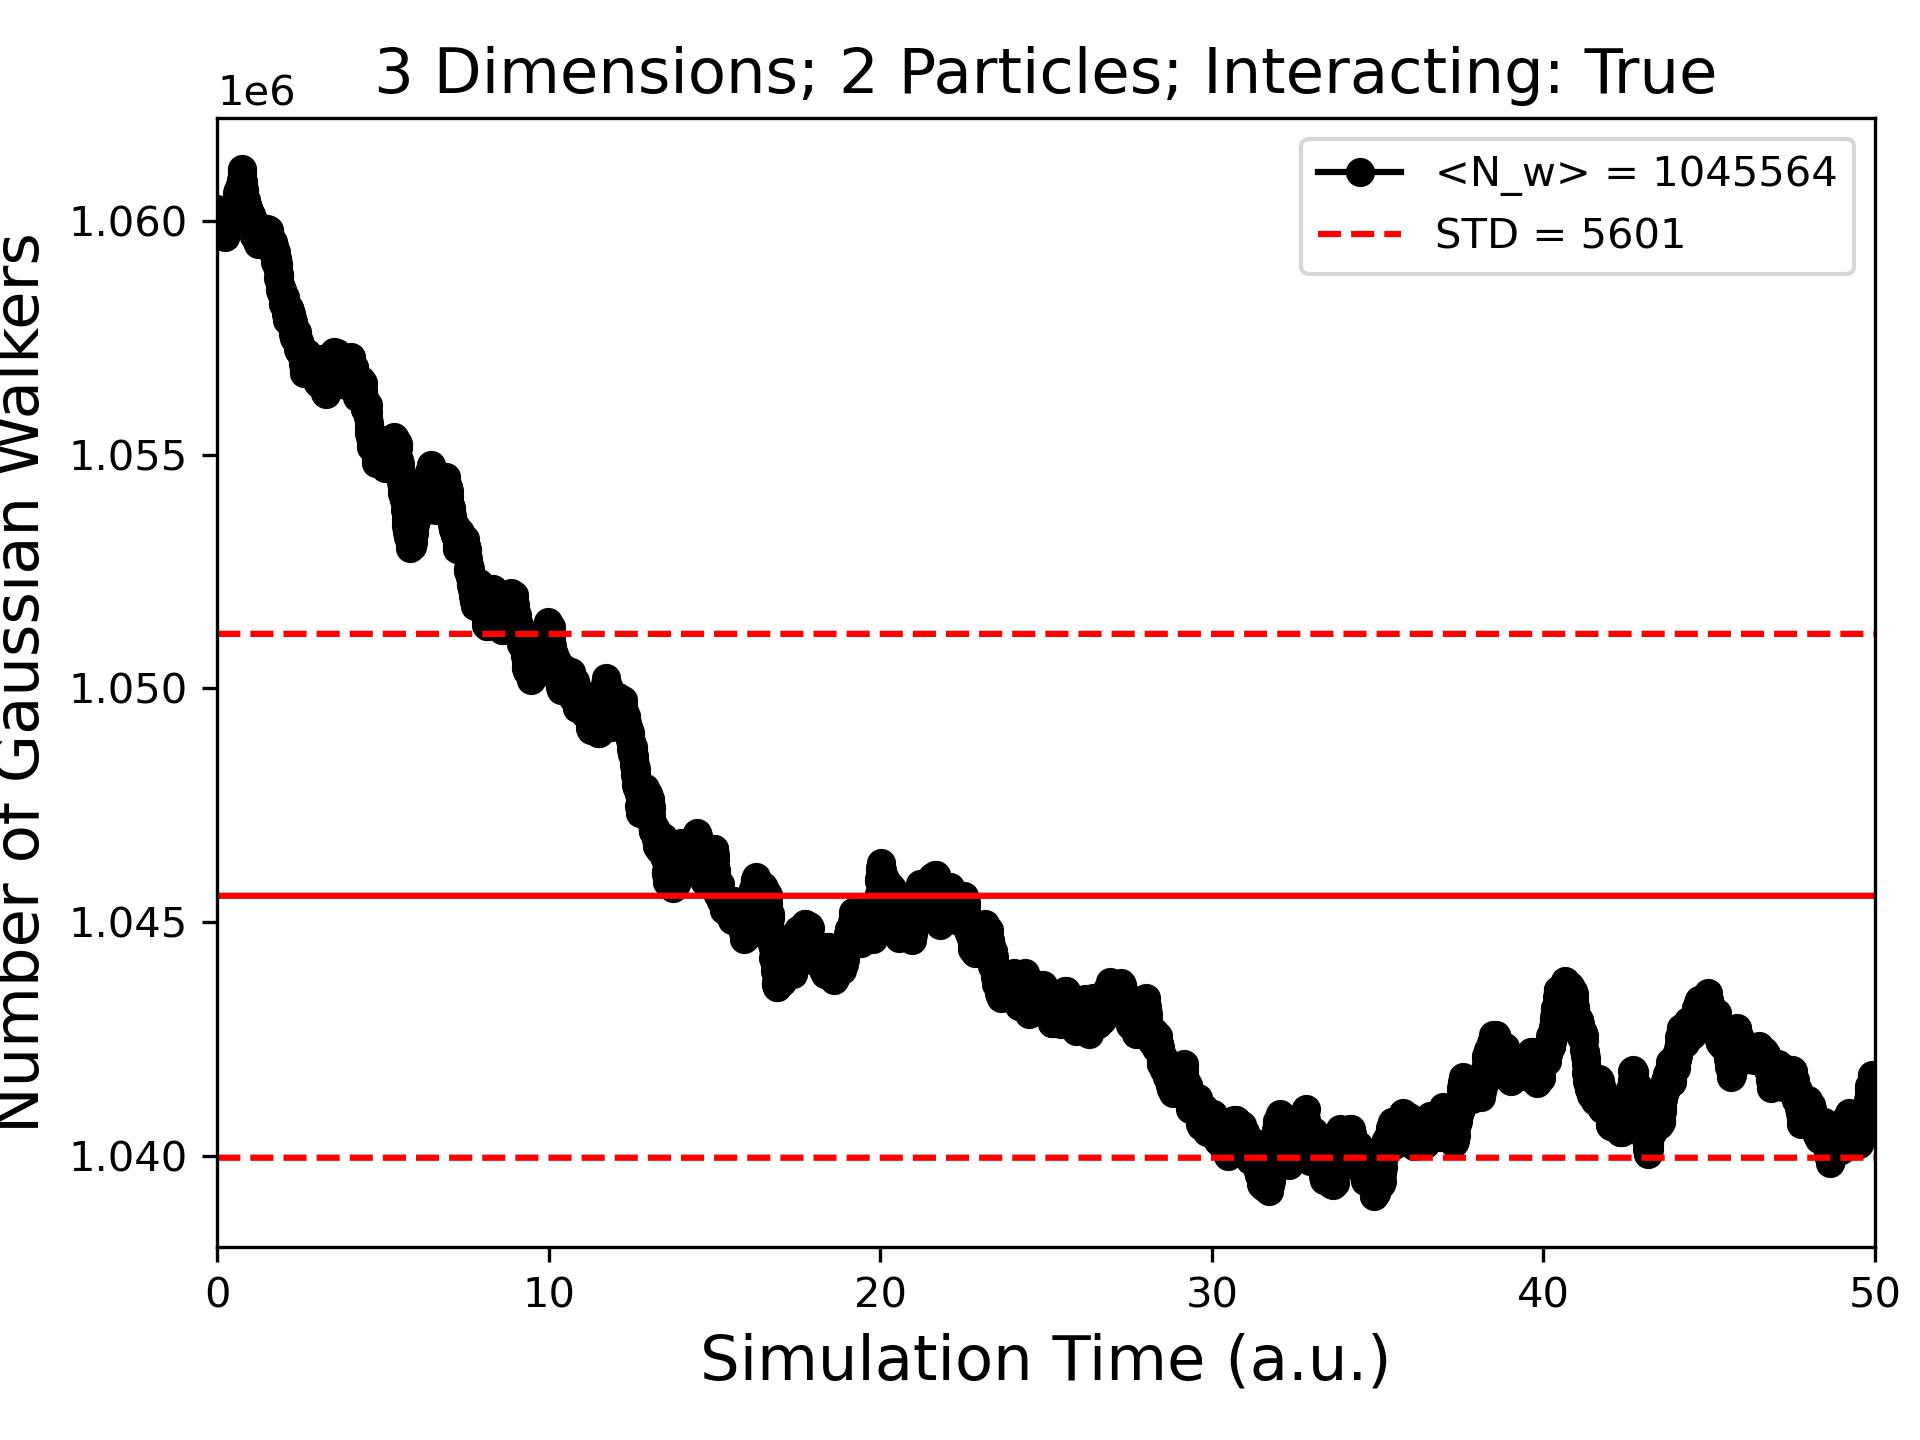 3 Dimensions; 2 Particles; Interacting: True
1e6
<N_w> = 1045564
STD = 5601
Number of Gaussian Walkers
1.060
1.055
1.050
1.045
1.040
0 10 20 30 40 50
Simulation Time (a.u.)